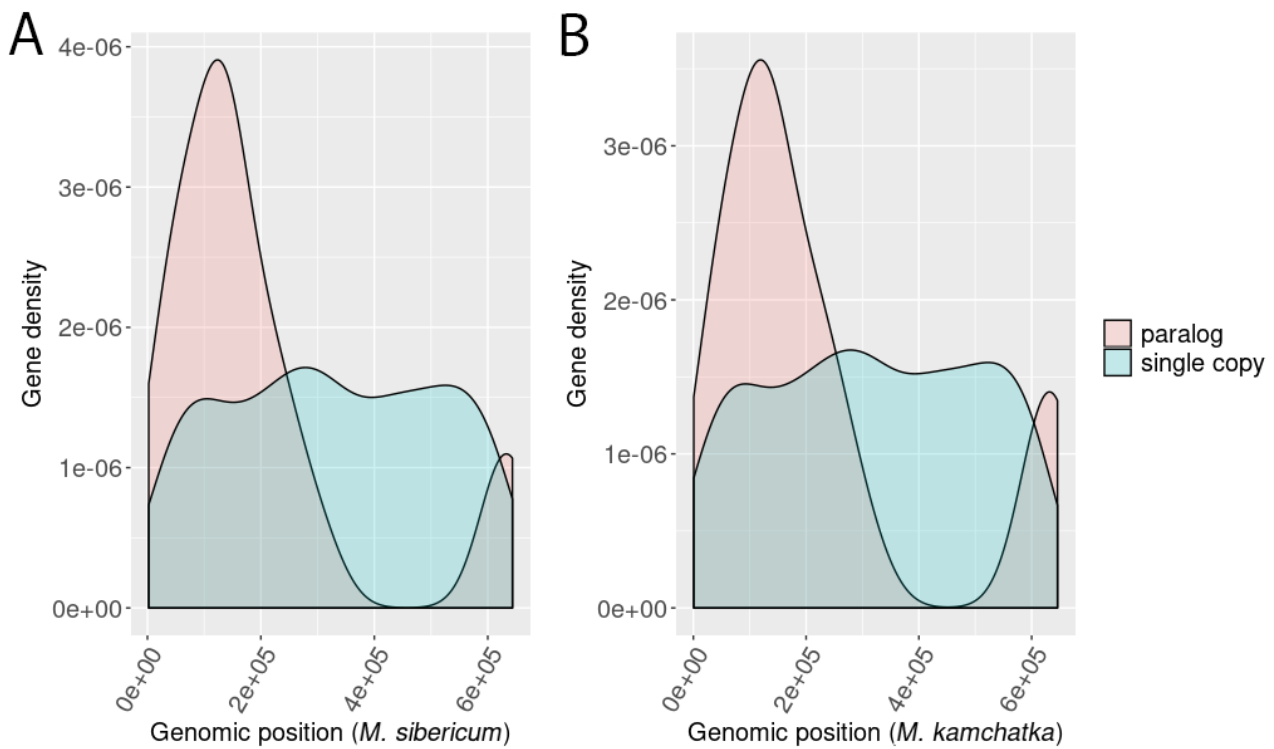 A
4e-06
3e-06
2e-06
1e-06
0e+00
Gene density
0e+00
2e+05
4e+05
6e+05
Genomic position (M. sibericum)
B
3e-06
2e-06
1e-06
0e+00
Gene density
0e+00
2e+05
4e+05
6e+05
Genomic position (M. kamchatka)
paralog
single copy